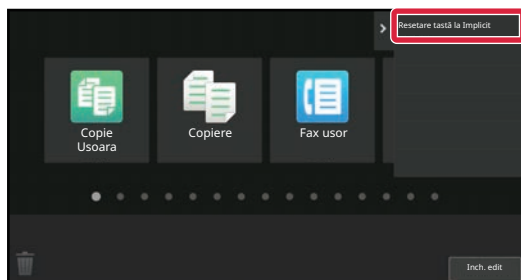 Resetare tastă la Implicit
Copie
Usoara
Copiere
Fax usor
Inch. edit